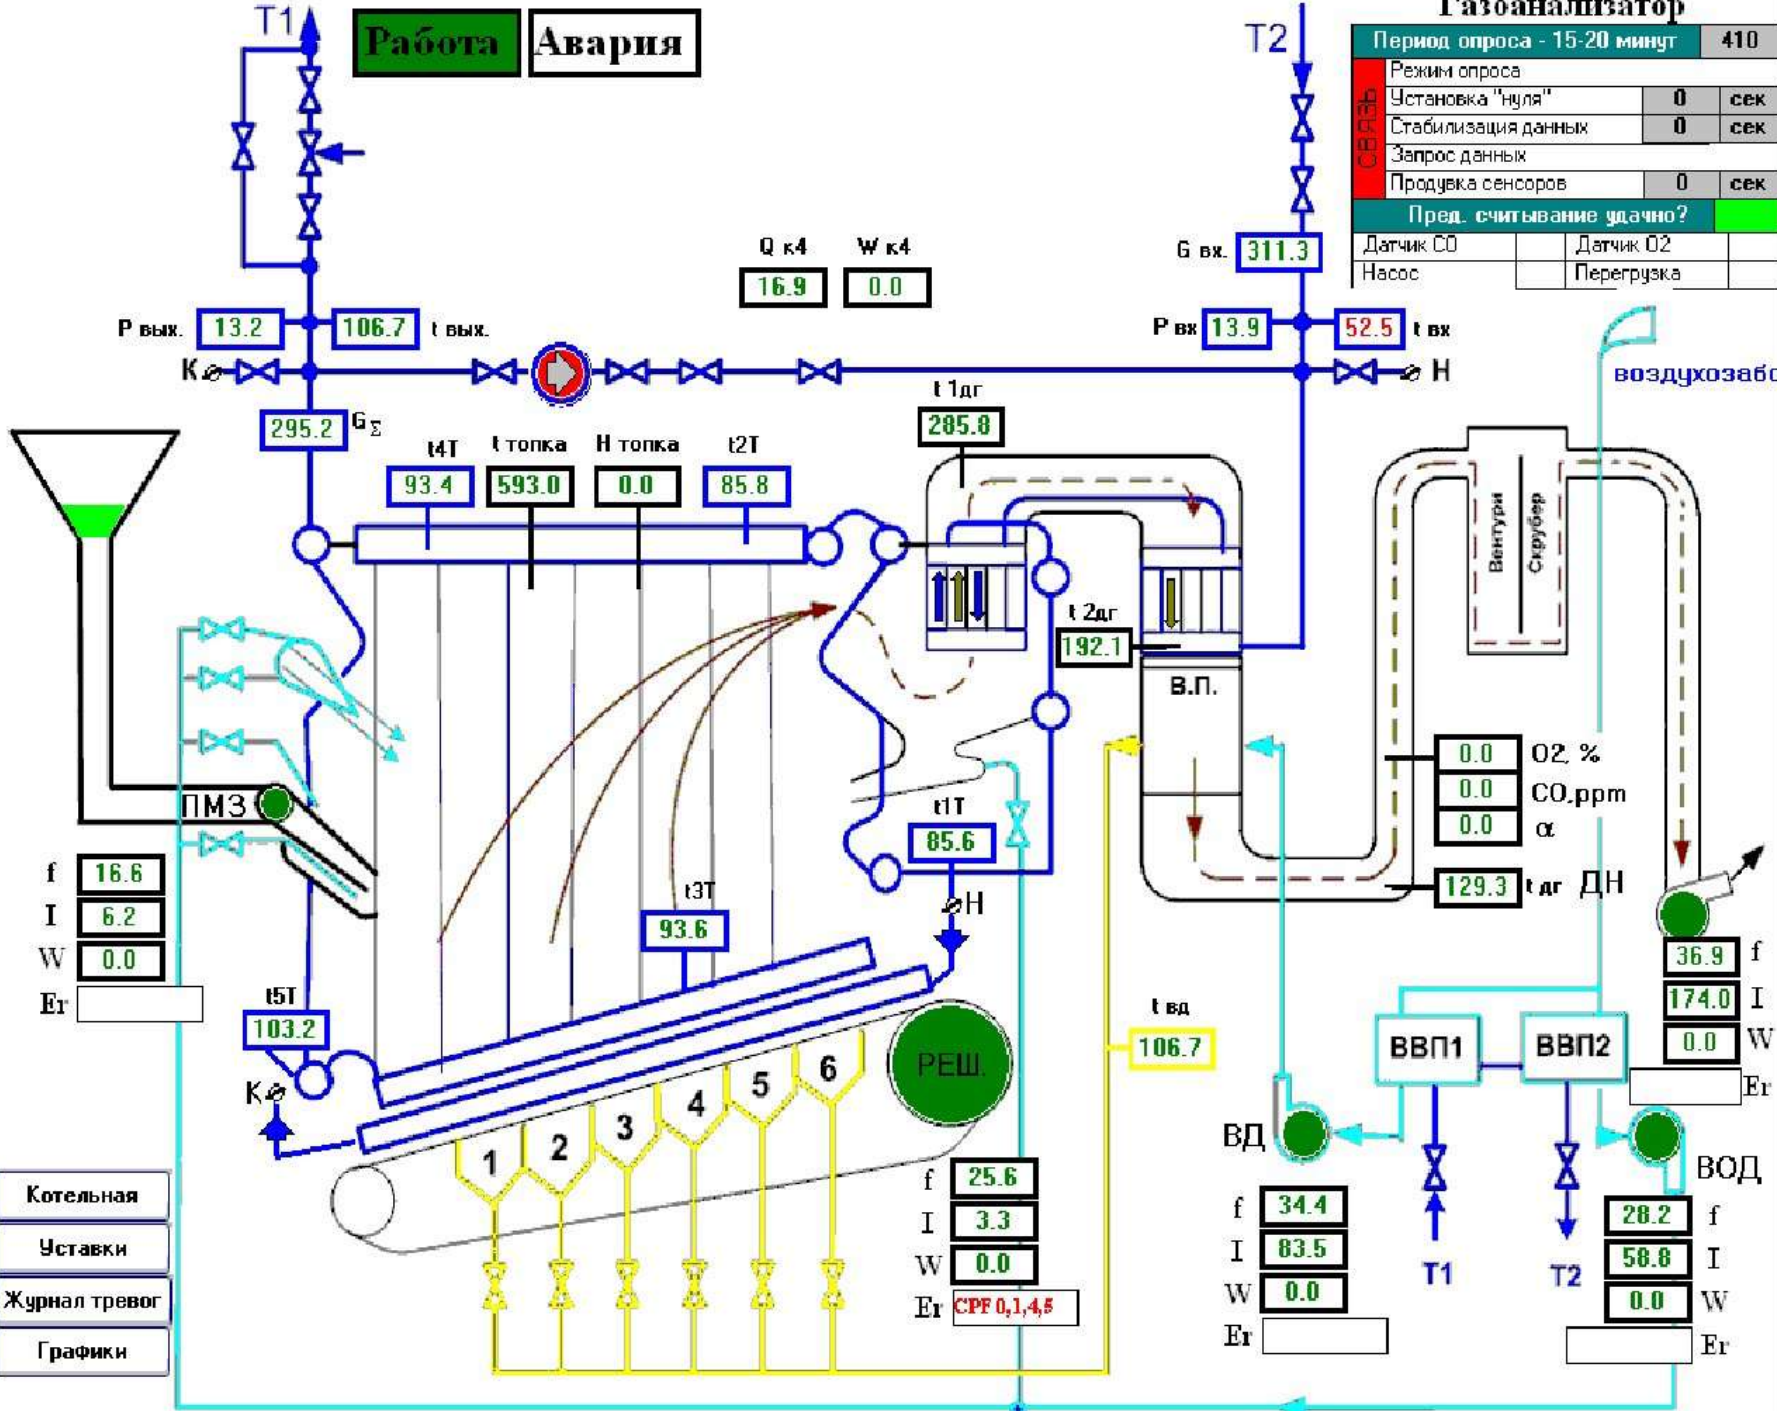 T1
Работа
Авария
T2
Газоанализатор
Период опроса - 15-20 минут 410
СВЯЗЬ
Режим опроса
Установка "нуля" 0 сек
Стабилизация данных 0 сек
Запрос данных
Продувка сенсоров 0 сек
Пред. считывание удачно?
Датчик CO Датчик O2
Насос Перегрузка
Q к4 W к4
16.9 0.0
G вх. 311.3
P вых. 13.2 106.7 t вых.
P вх 13.9 52.5 t вх
К
Н
воздухозабо
295.2 GΣ
t 1дг
285.8
t4T t топка Н топка t2T
93.4 593.0 0.0 85.8
Вентури
Скрубер
t 2дг
192.1
В.П.
ПМЗ
0.0 O2, %
0.0 CO,ppm
0.0 α
129.3 t дг ДН
t1T
85.6
Н
t3T
93.6
f 16.6
I 6.2
W 0.0
Er
36.9 f
174.0 I
0.0 W
Er
t5T
103.2
К
t вд
106.7
РЕШ.
1 2 3 4 5 6
ВВП1 ВВП2
ВД
ВОД
T1 T2
f 25.6
I 3.3
W 0.0
Er CPF 0,1,4,5
f 34.4
I 83.5
W 0.0
Er
28.2 f
58.8 I
0.0 W
Er
Котельная
Уставки
Журнал тревог
Графики